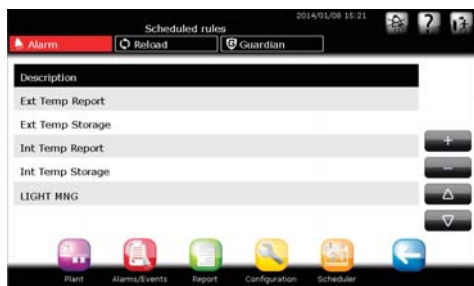 2014/01/08 15:21
Scheduled rules
Alarm
Reload
Guardian
Description
Ext Temp Report
Ext Temp Storage
Int Temp Report
Int Temp Storage
LIGHT MNG
Plant
Alarms/Events
Report
Configuration
Scheduler